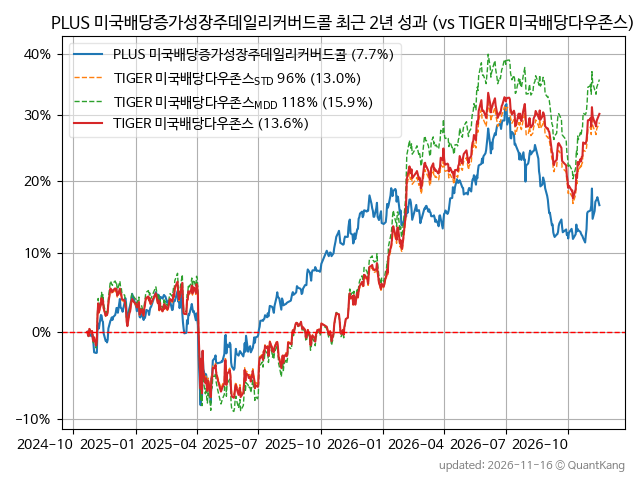 PLUS 미국배당증가성장주데일리커버드콜 최근 2년 성과 (vs TIGER 미국배당다우존스)
PLUS 미국배당증가성장주데일리커버드콜 (7.7%)
TIGER 미국배당다우존스STD 96% (13.0%)
TIGER 미국배당다우존스MDD 118% (15.9%)
TIGER 미국배당다우존스 (13.6%)
40%
30%
20%
10%
0%
−10%
2024-10 2025-01 2025-04 2025-07 2025-10 2026-01 2026-04 2026-07 2026-10
updated: 2026-11-16 © QuantKang